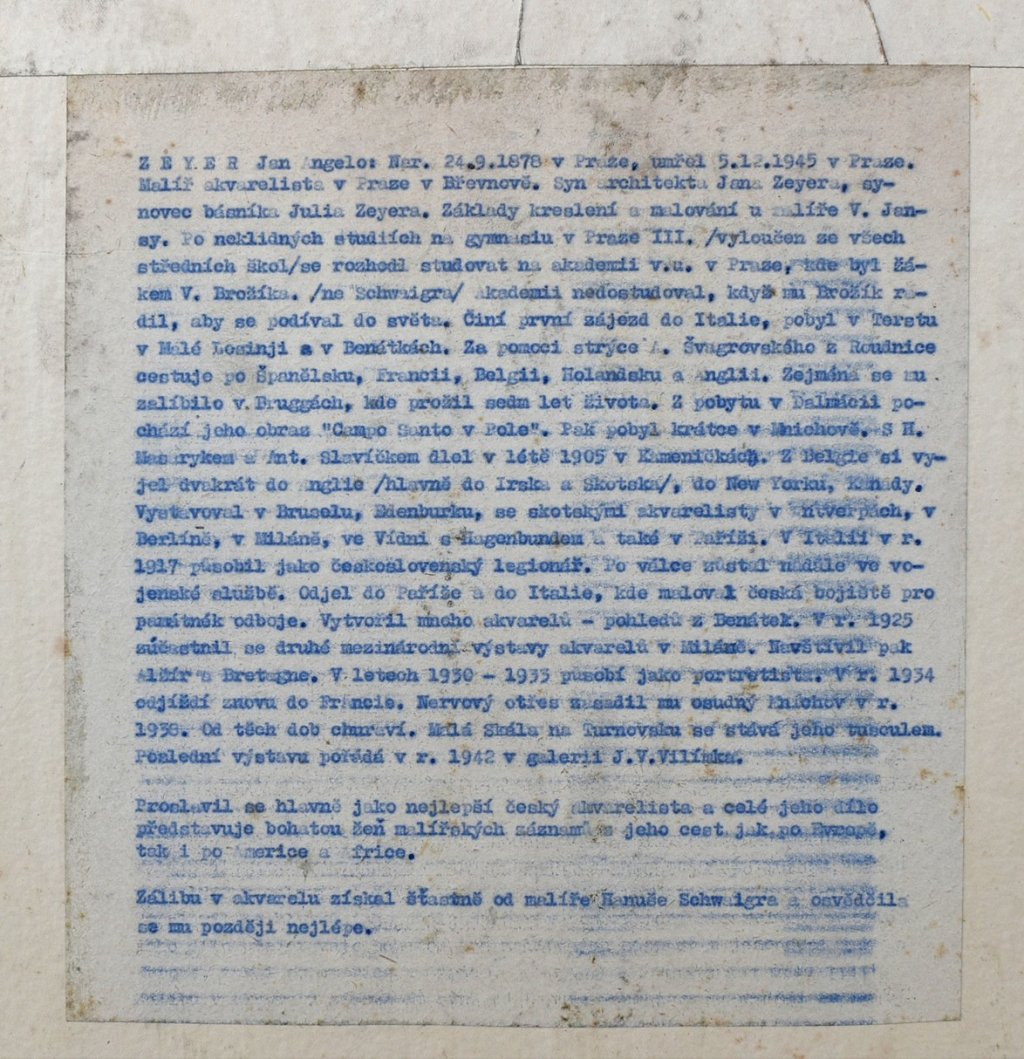 Z E Y E R Jan Angelo: Nar. 24.9.1878 v Praze, umřel 5.12.1945 v Praze.
Malíř akvarelista v Praze v Břevnově. Syn architekta Jana Zeyera, sy-
novec básníka Julia Zeyera. Základy kreslení a malování u malíře V. Jan-
sy. Po neklidných studiích na gymnasiu v Praze III. /vyloučen ze všech
středních škol/se rozhodl studovat na akademii v.u. v Praze, kde byl žá-
kem V. Brožíka. /ne Schwaigra/ Akademii nedostudoval, když mu Brožík ra-
dil, aby se podíval do světa. Činí první zájezd do Italie, pobyl v Terstu
v Malé Losinji a v Benátkách. Za pomoci strýce A. Švagrovského z Roudnice
cestuje po Španělsku, Francii, Belgii, Holandsku a Anglii. Zejména se mu
zalíbilo v Bruggách, kde prožil sedm let života. Z pobytu v Dalmácii po-
chází jeho obraz "Campo Santo v Pole". Pak pobyl krátce v Mnichově. S H.
Masarykem a Ant. Slavíčkem dlel v létě 1905 v Kameničkách. Z Belgie si vy-
jel dvakrát do Anglie /hlavně do Irska a Skotska/, do New Yorku, Kanady.
Vystavoval v Bruselu, Edenburku, se skotskými akvarelisty v Antverpách, v
Berlíně, v Miláně, ve Vídni s Hagenbundem a také v Paříži. V Italii v r.
1917 působil jako československý legionář. Po válce zůstal nadále ve vo-
jenské službě. Odjel do Paříže a do Italie, kde maloval česká bojiště pro
památník odboje. Vytvořil mnoho akvarelů - pohledů z Benátek. V r. 1925
zúčastnil se druhé mezinárodní výstavy akvarelů v Miláně. Navštívil pak
Alžír a Bretagne. V letech 1930 - 1933 působí jako portretista. V r. 1934
odjíždí znovu do Francie. Nervový otřes zasadil mu osudný Mnichov v r.
1938. Od těch dob churaví. Malá Skála na Turnovsku se stává jeho tusculem.
Poslední výstavu pořádá v r. 1942 v galerii J.V.Vilímka.

Proslavil se hlavně jako nejlepší český akvarelista a celé jeho dílo
představuje bohatou žeň malířských záznamů z jeho cest jak po Evropě,
tak i po Americe a Africe.

Zálibu v akvarelu získal šťastně od malíře Hanuše Schwaigra a osvědčila
se mu později nejlépe.